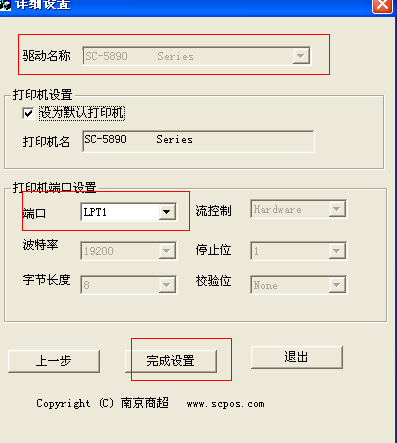 详细设置
驱动名称 SC-5890 Series
打印机设置
设为默认打印机
打印机名 SC-5890 Series
打印机端口设置
端口 LPT1 流控制 Hardware
波特率 19200 停止位 1
字节长度 8 校验位 None
上一步 完成设置 退出
Copyright (C) 南京商超 www.scpos.com